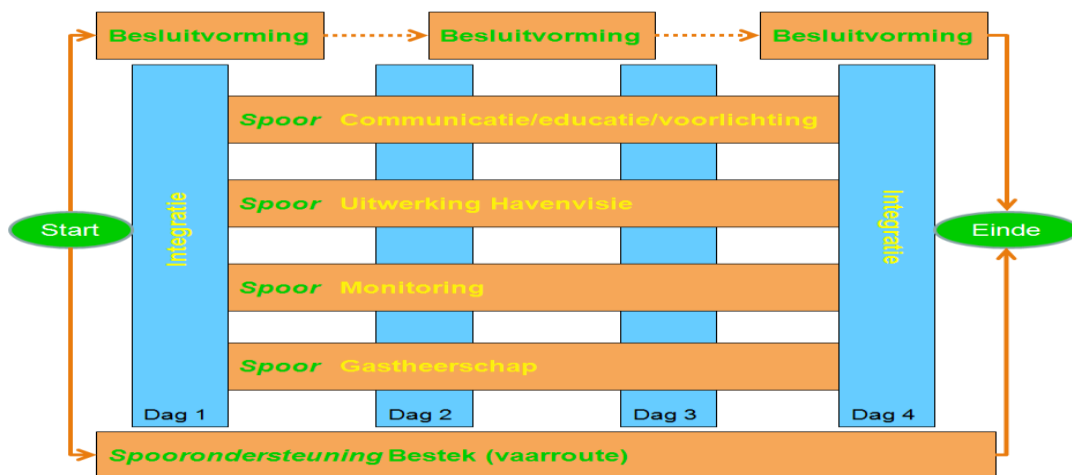 Besluitvorming Besluitvorming Besluitvorming
Spoor Communicatie/educatie/voorlichting
Spoor Uitwerking Havenvisie
Start Integratie Integratie Einde
Spoor Monitoring
Spoor Gastheerschap
Dag 1 Dag 2 Dag 3 Dag 4
Spoorondersteuning Bestek (vaarroute)